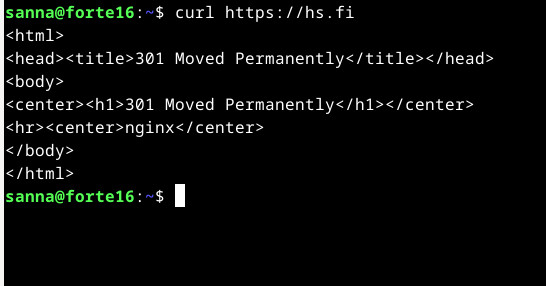 sanna@forte16:~$ curl https://hs.fi
<html>
<head><title>301 Moved Permanently</title></head>
<body>
<center><h1>301 Moved Permanently</h1></center>
<hr><center>nginx</center>
</body>
</html>
sanna@forte16:~$